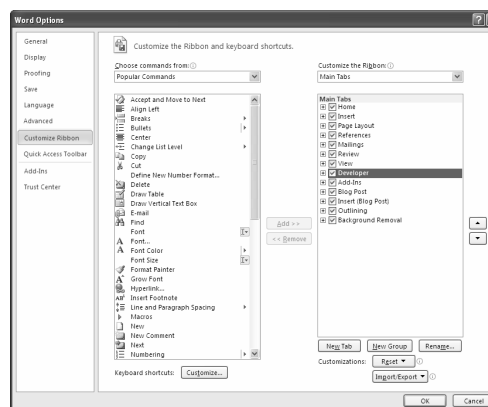 Word Options
General
Display
Proofing
Save
Language
Advanced
Customize Ribbon
Quick Access Toolbar
Add-Ins
Trust Center
Customize the Ribbon and keyboard shortcuts.
Choose commands from:
Popular Commands
Accept and Move to Next
Align Left
Breaks
Bullets
Center
Change List Level
Copy
Cut
Define New Number Format...
Delete
Draw Table
Draw Vertical Text Box
E-mail
Find
Font
Font...
Font Color
Font Size
Format Painter
Grow Font
Hyperlink...
Insert Footnote
Line and Paragraph Spacing
Macros
New
New Comment
Next
Numbering
Keyboard shortcuts: Customize...
Add >>
<< Remove
Customize the Ribbon:
Main Tabs
Main Tabs
Home
Insert
Page Layout
References
Mailings
Review
View
Developer
Add-Ins
Blog Post
Insert (Blog Post)
Outlining
Background Removal
New Tab New Group Rename...
Customizations: Reset
Import/Export
OK Cancel